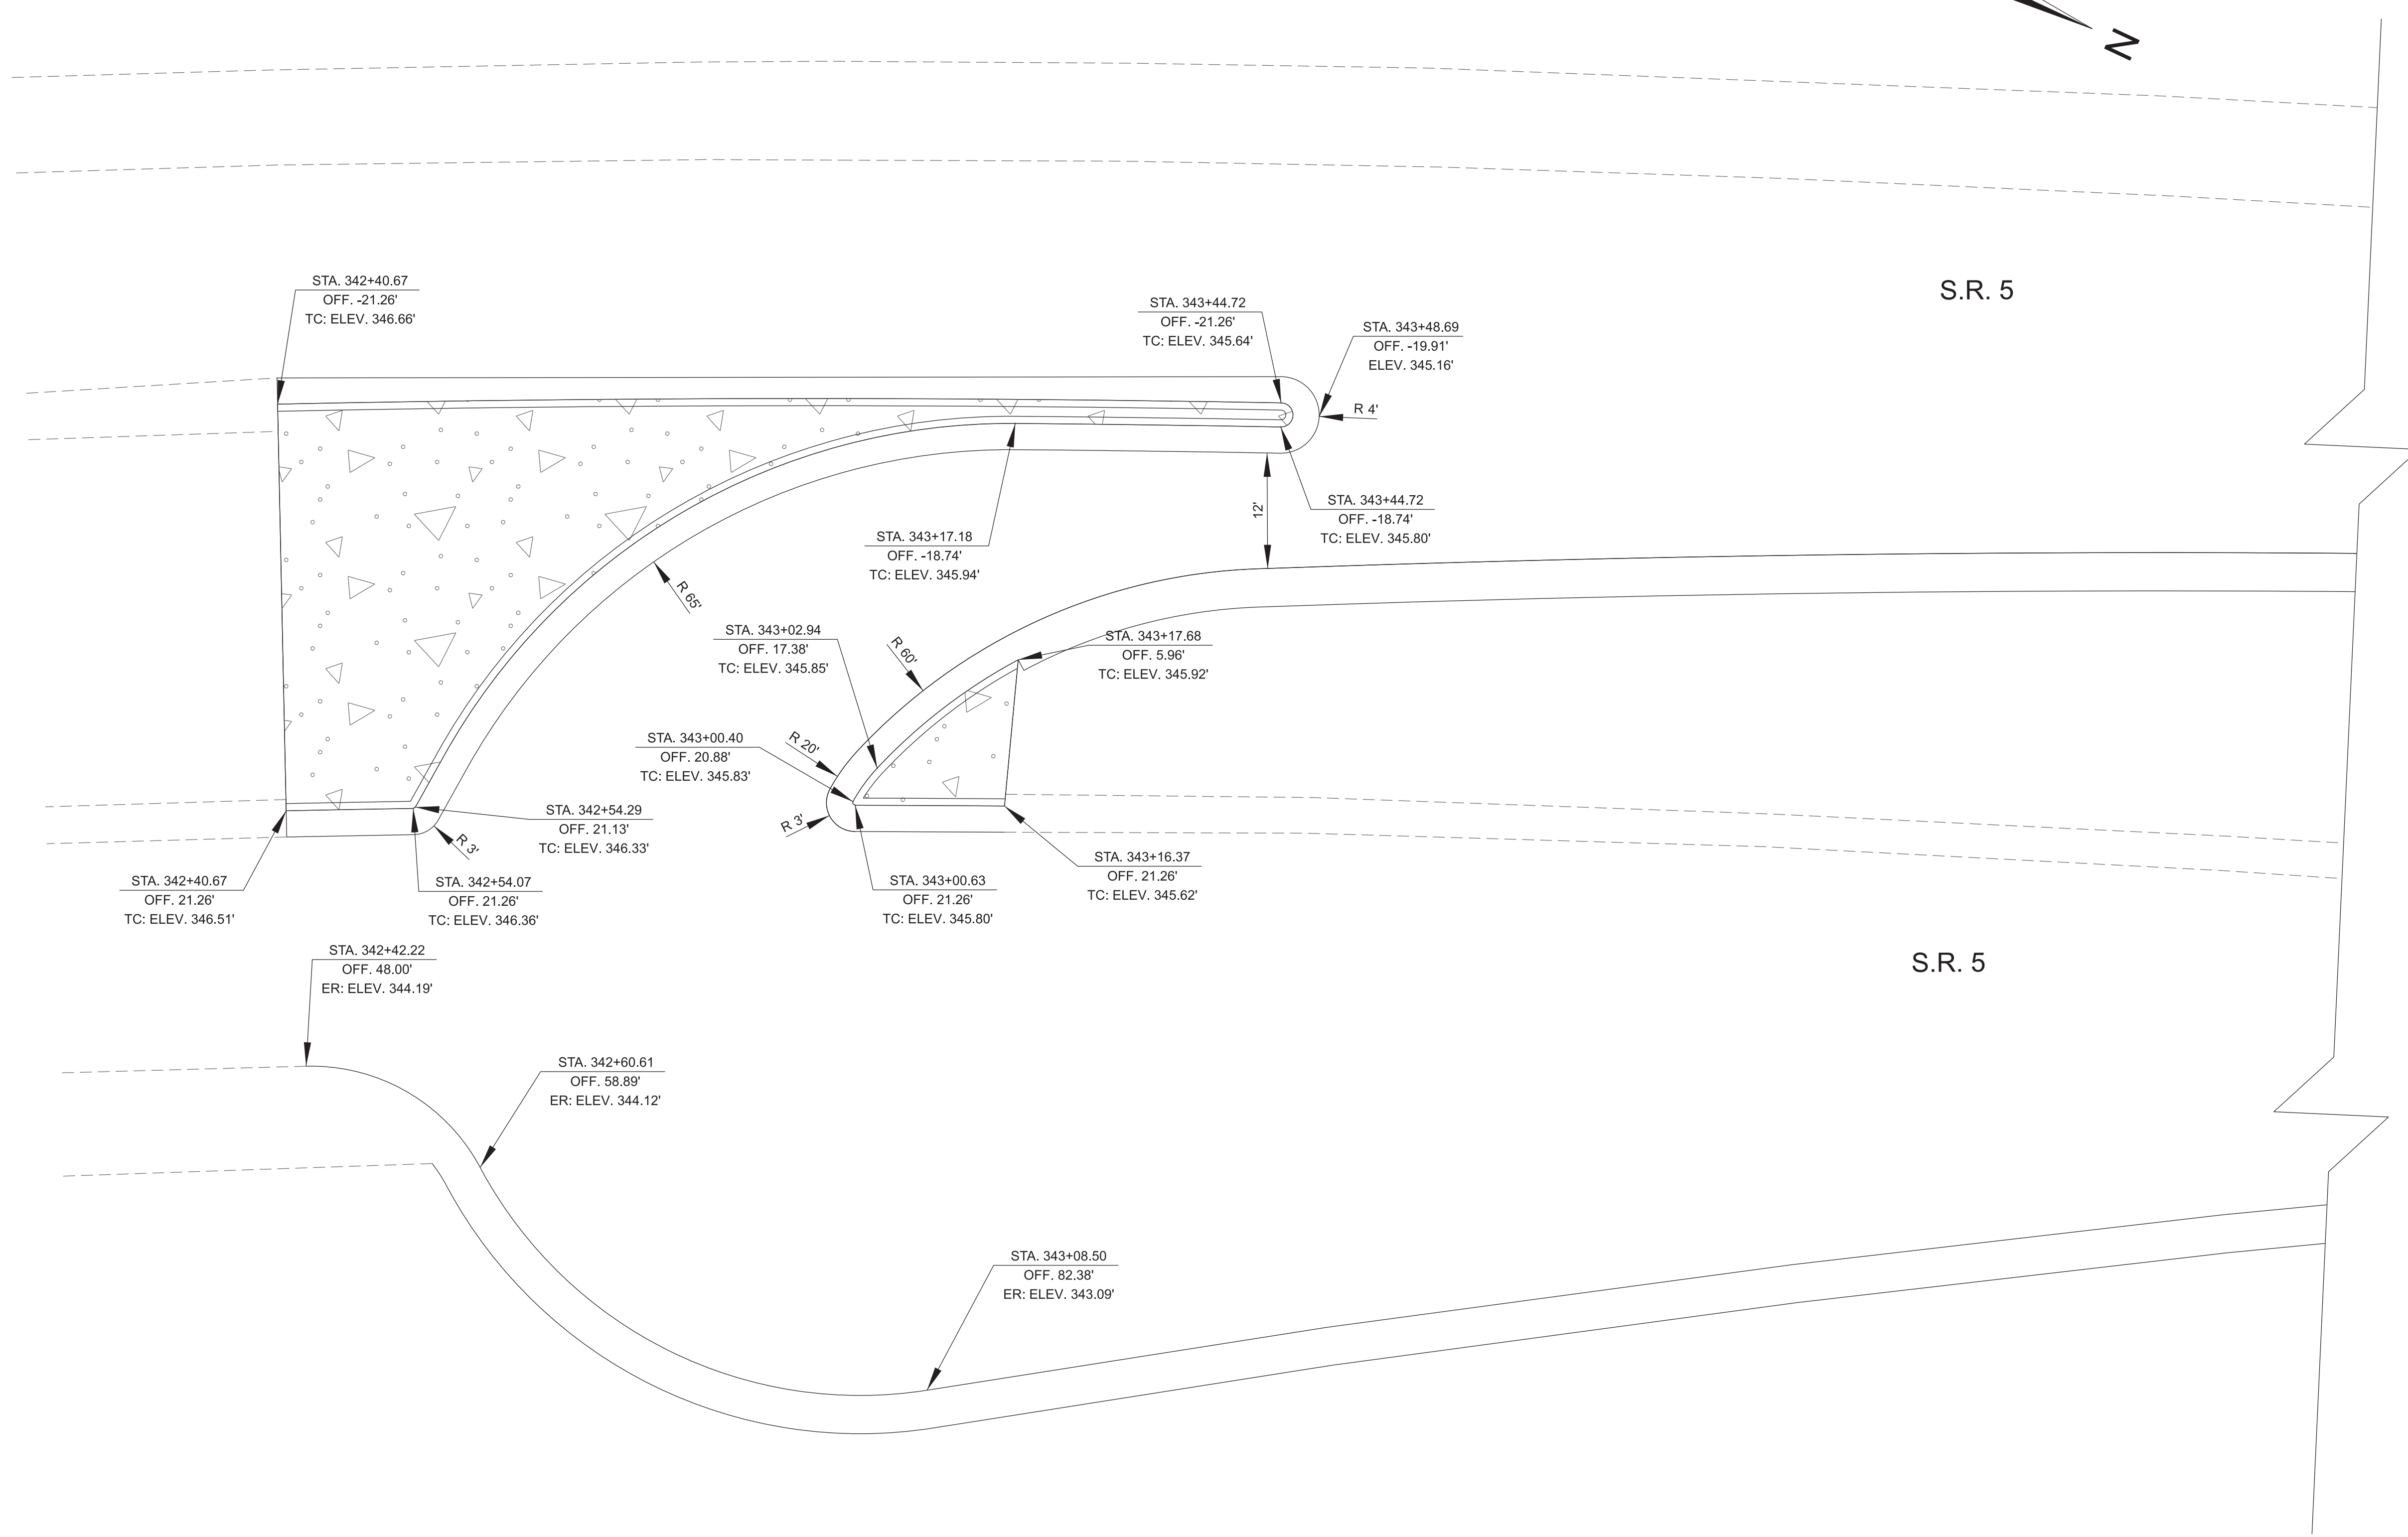 N
S.R. 5
STA. 342+40.67
OFF. -21.26'
TC: ELEV. 346.66'
STA. 343+44.72
OFF. -21.26'
TC: ELEV. 345.64'
STA. 343+48.69
OFF. -19.91'
ELEV. 345.16'
R 4'
STA. 343+44.72
OFF. -18.74'
TC: ELEV. 345.80'
12'
STA. 343+17.18
OFF. -18.74'
TC: ELEV. 345.94'
R 65'
STA. 343+02.94
OFF. 17.38'
TC: ELEV. 345.85'
R 60'
STA. 343+17.68
OFF. 5.96'
TC: ELEV. 345.92'
STA. 343+00.40
OFF. 20.88'
TC: ELEV. 345.83'
R 20'
R 3'
STA. 342+54.29
OFF. 21.13'
TC: ELEV. 346.33'
R 3'
STA. 342+40.67
OFF. 21.26'
TC: ELEV. 346.51'
STA. 342+54.07
OFF. 21.26'
TC: ELEV. 346.36'
STA. 343+00.63
OFF. 21.26'
TC: ELEV. 345.80'
STA. 343+16.37
OFF. 21.26'
TC: ELEV. 345.62'
STA. 342+42.22
OFF. 48.00'
ER: ELEV. 344.19'
S.R. 5
STA. 342+60.61
OFF. 58.89'
ER: ELEV. 344.12'
STA. 343+08.50
OFF. 82.38'
ER: ELEV. 343.09'